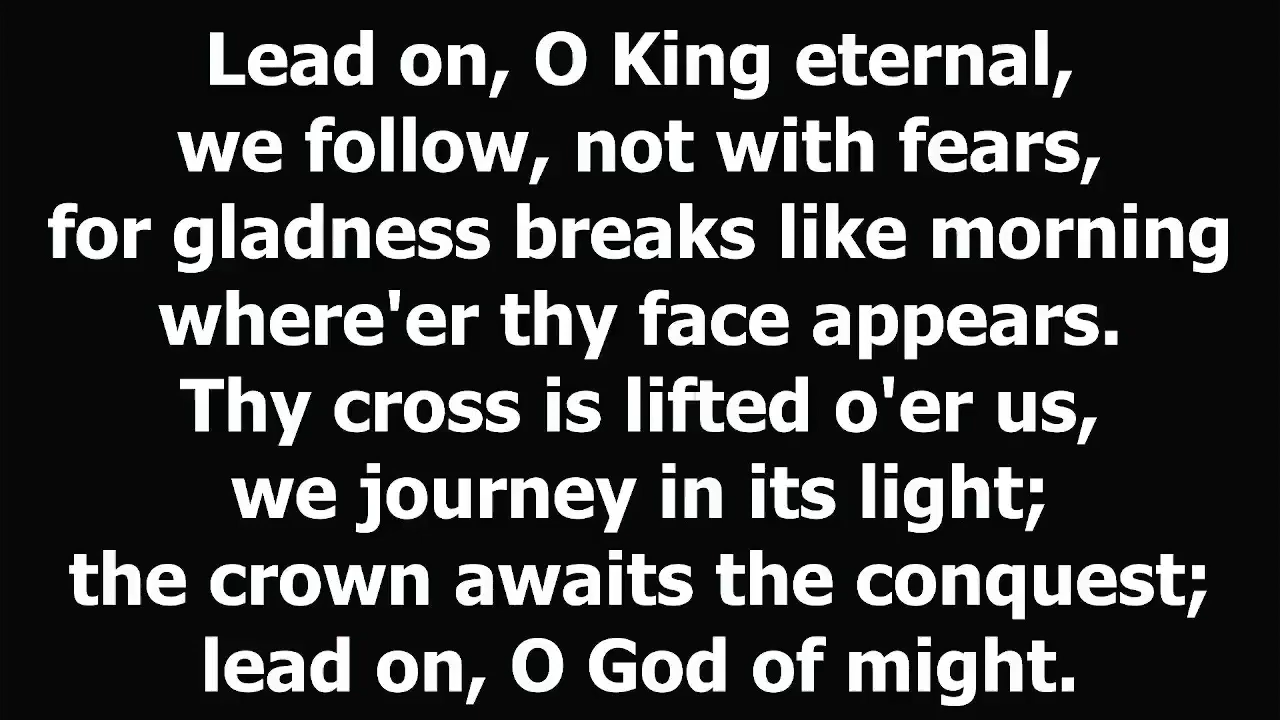 Lead on, O King eternal,
we follow, not with fears,
for gladness breaks like morning
where'er thy face appears.
Thy cross is lifted o'er us,
we journey in its light;
the crown awaits the conquest;
lead on, O God of might.